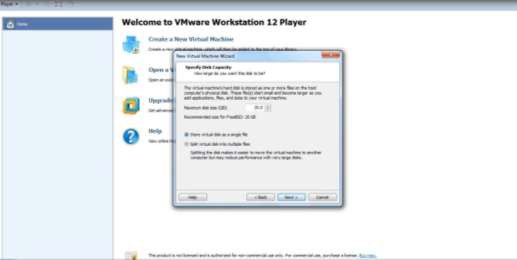 Player
Home
Welcome to VMware Workstation 12 Player
Create a New Virtual Machine
Create a new virtual machine, which will then be added to the top of your library.
Open a V
Upgrade
Help
New Virtual Machine Wizard
Specify Disk Capacity
How large do you want this disk to be?
The virtual machine's hard disk is stored as one or more files on the host
computer's physical disk. These file(s) start small and become larger as you
add applications, files, and data to your virtual machine.
Maximum disk size (GB): 20.0
Recommended size for FreeBSD: 20 GB
Store virtual disk as a single file
Split virtual disk into multiple files
Splitting the disk makes it easier to move the virtual machine to another
computer but may reduce performance with very large disks.
Help
< Back
Next >
Cancel
This product is not licensed and is authorized for non-commercial use only. For commercial use, purchase a license. Buy now.